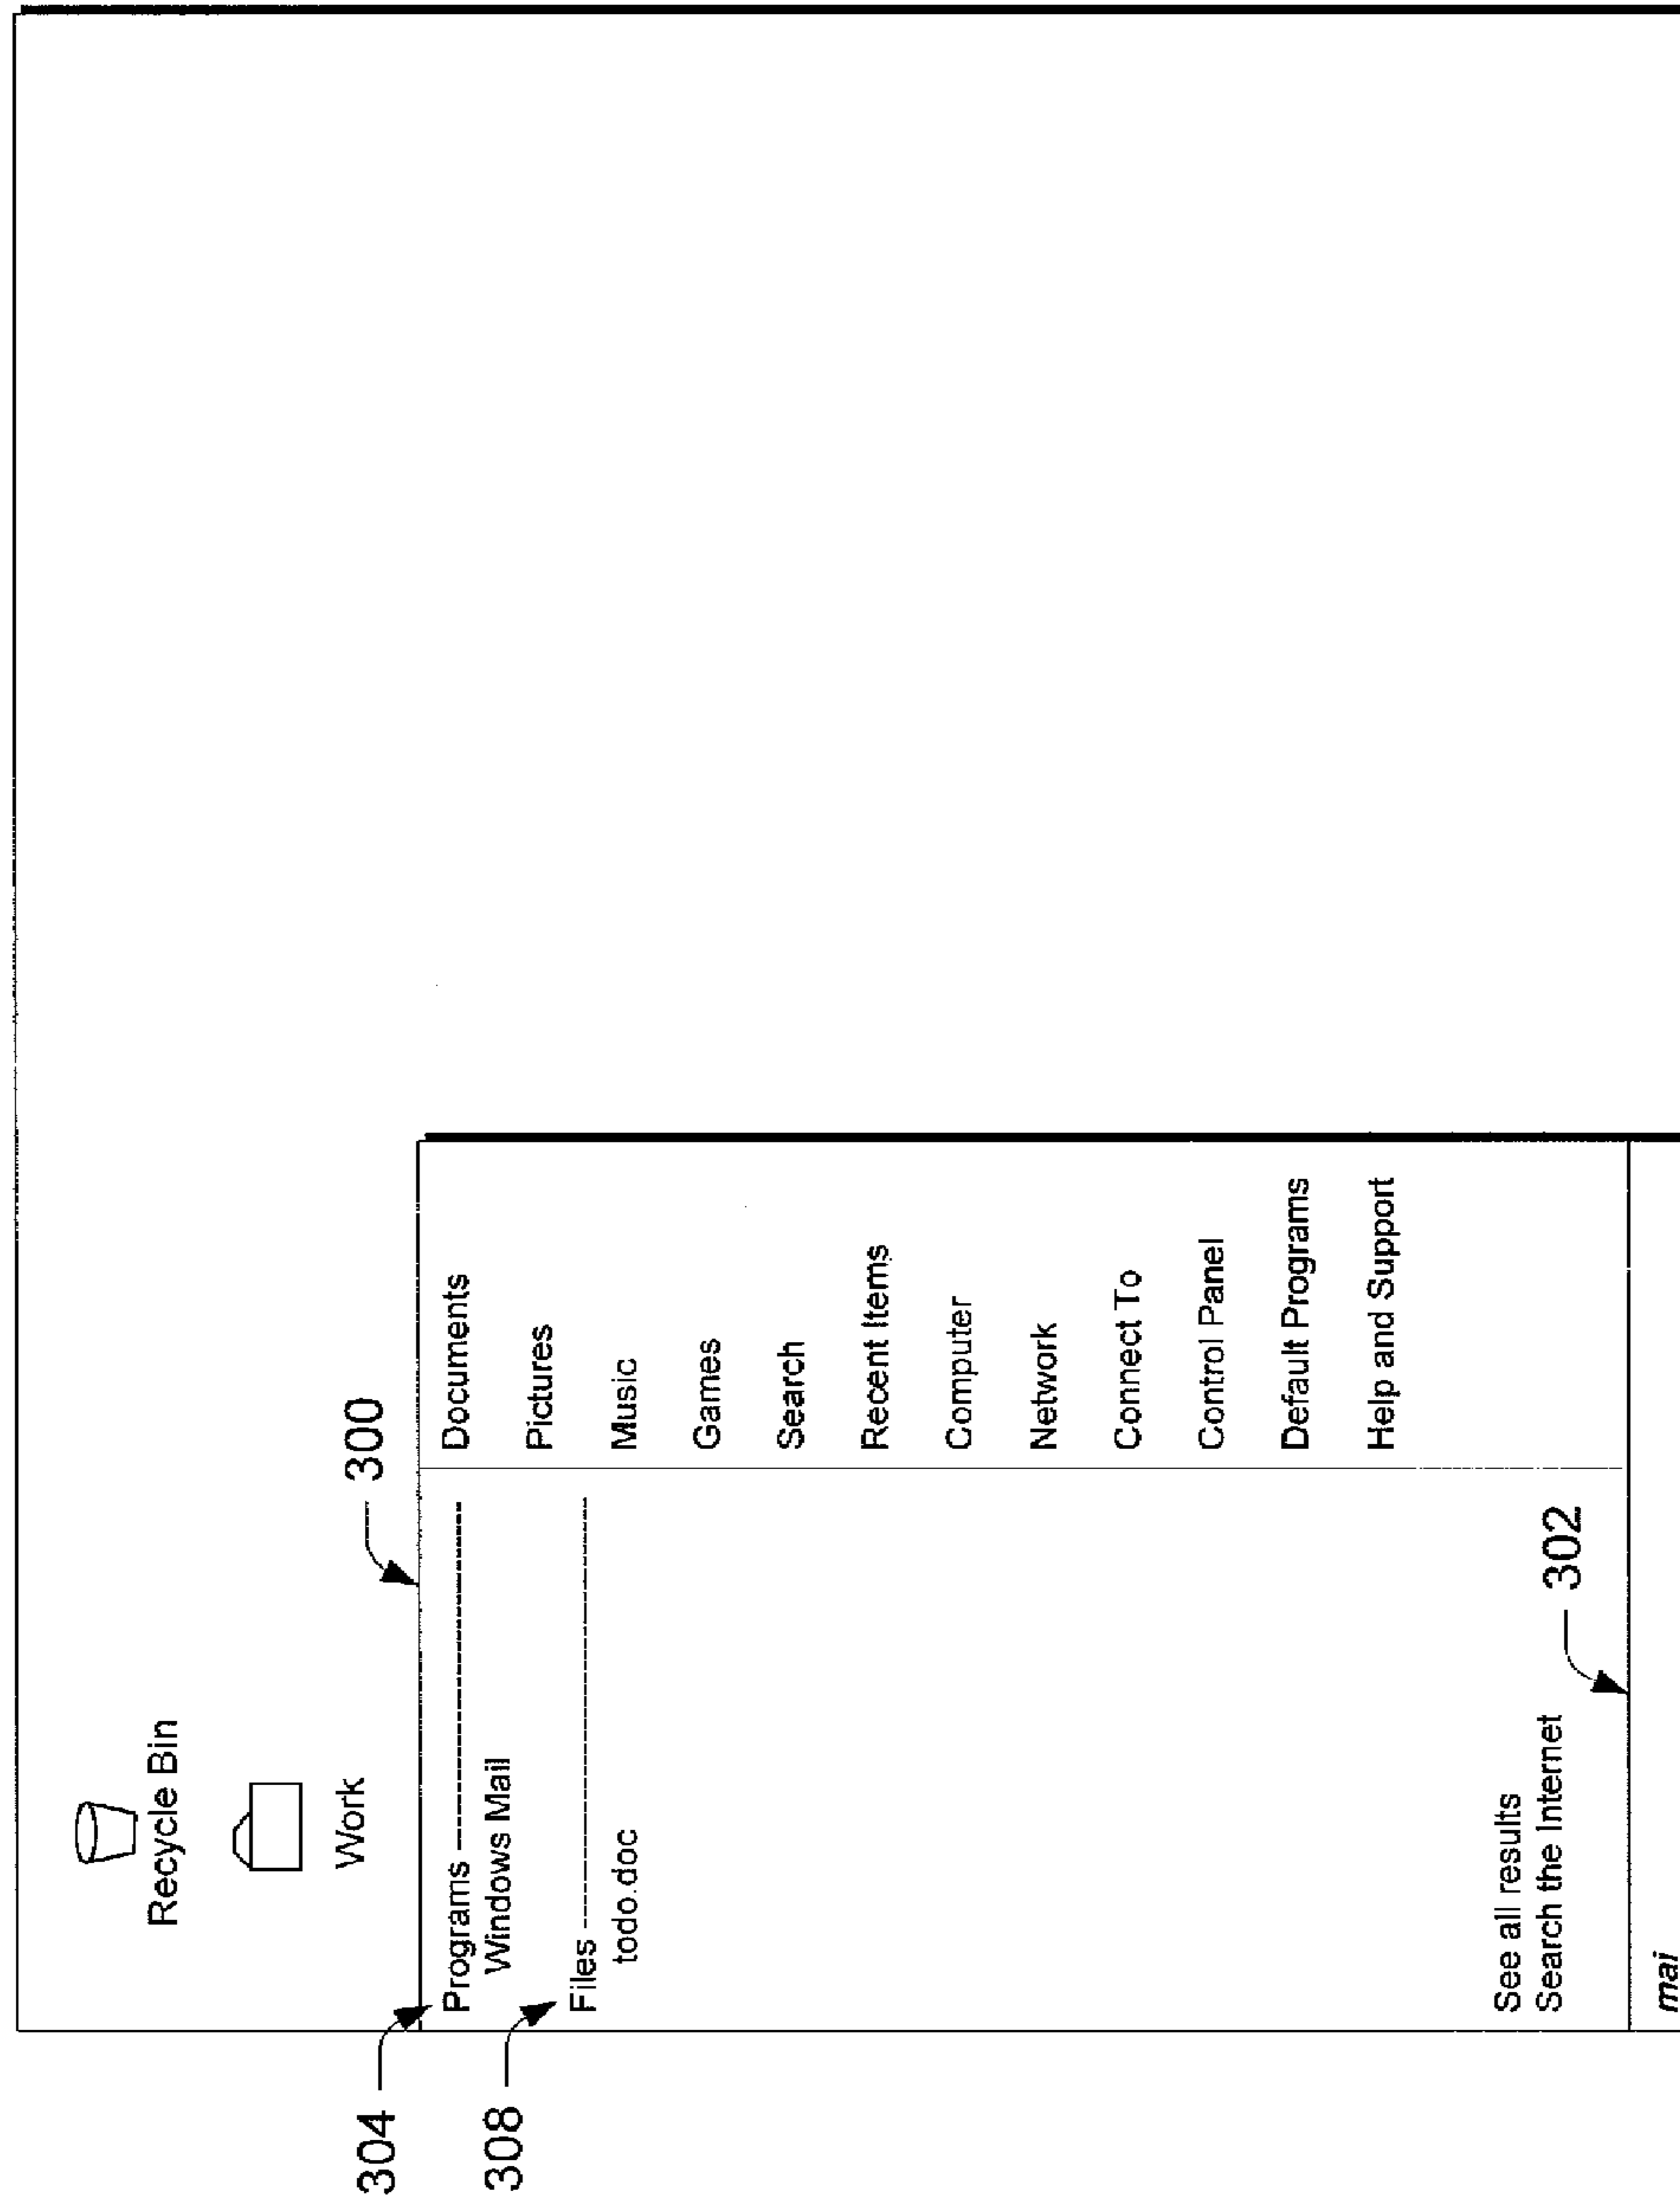 Recycle Bin
Work
300
304
Programs
Windows Mail
308
Files
todo.doc
Documents
Pictures
Music
Games
Search
Recent Items
Computer
Network
Connect To
Control Panel
Default Programs
Help and Support
See all results
Search the Internet
302
mai